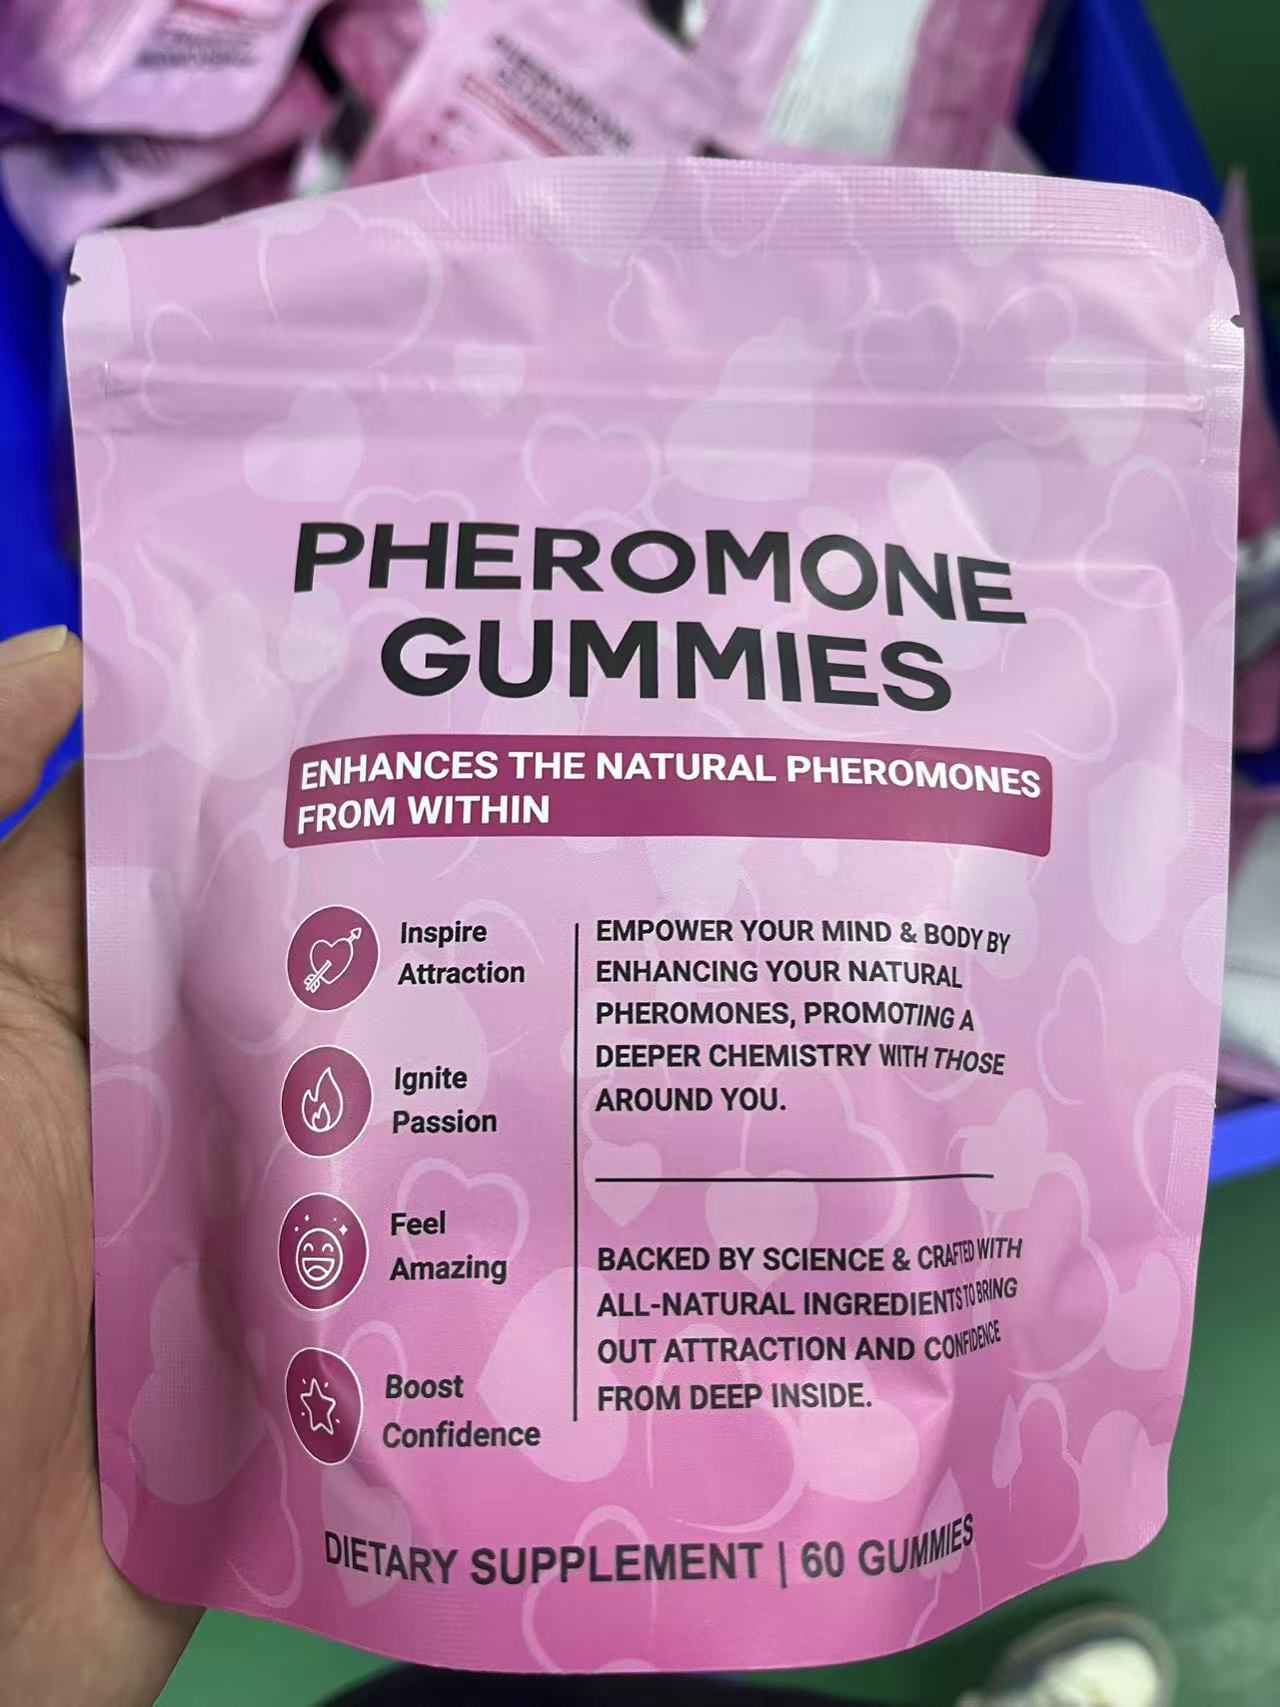 PHEROMONE
GUMMIES
ENHANCES THE NATURAL PHEROMONES
FROM WITHIN
Inspire
Attraction
Ignite
Passion
Feel
Amazing
Boost
Confidence
EMPOWER YOUR MIND & BODY BY
ENHANCING YOUR NATURAL
PHEROMONES, PROMOTING A
DEEPER CHEMISTRY WITH THOSE
AROUND YOU.
BACKED BY SCIENCE & CRAFTED WITH
ALL-NATURAL INGREDIENTS TO BRING
OUT ATTRACTION AND CONFIDENCE
FROM DEEP INSIDE.
DIETARY SUPPLEMENT | 60 GUMMIES